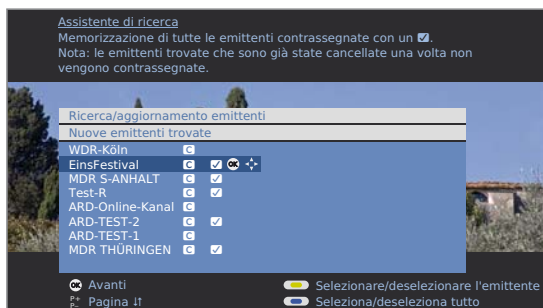 Assistente di ricerca
Memorizzazione di tutte le emittenti contrassegnate con un ☑.
Nota: le emittenti trovate che sono già state cancellate una volta non
vengono contrassegnate.
Ricerca/aggiornamento emittenti
Nuove emittenti trovate
WDR-Köln C
EinsFestival C ☑ OK
MDR S-ANHALT C ☑
Test-R C ☑
ARD-Online-Kanal C
ARD-TEST-2 C ☑
ARD-TEST-1 C
MDR THÜRINGEN C ☑
OK Avanti
Selezionare/deselezionare l'emittente
P+ P− Pagina ↓↑
Seleziona/deseleziona tutto